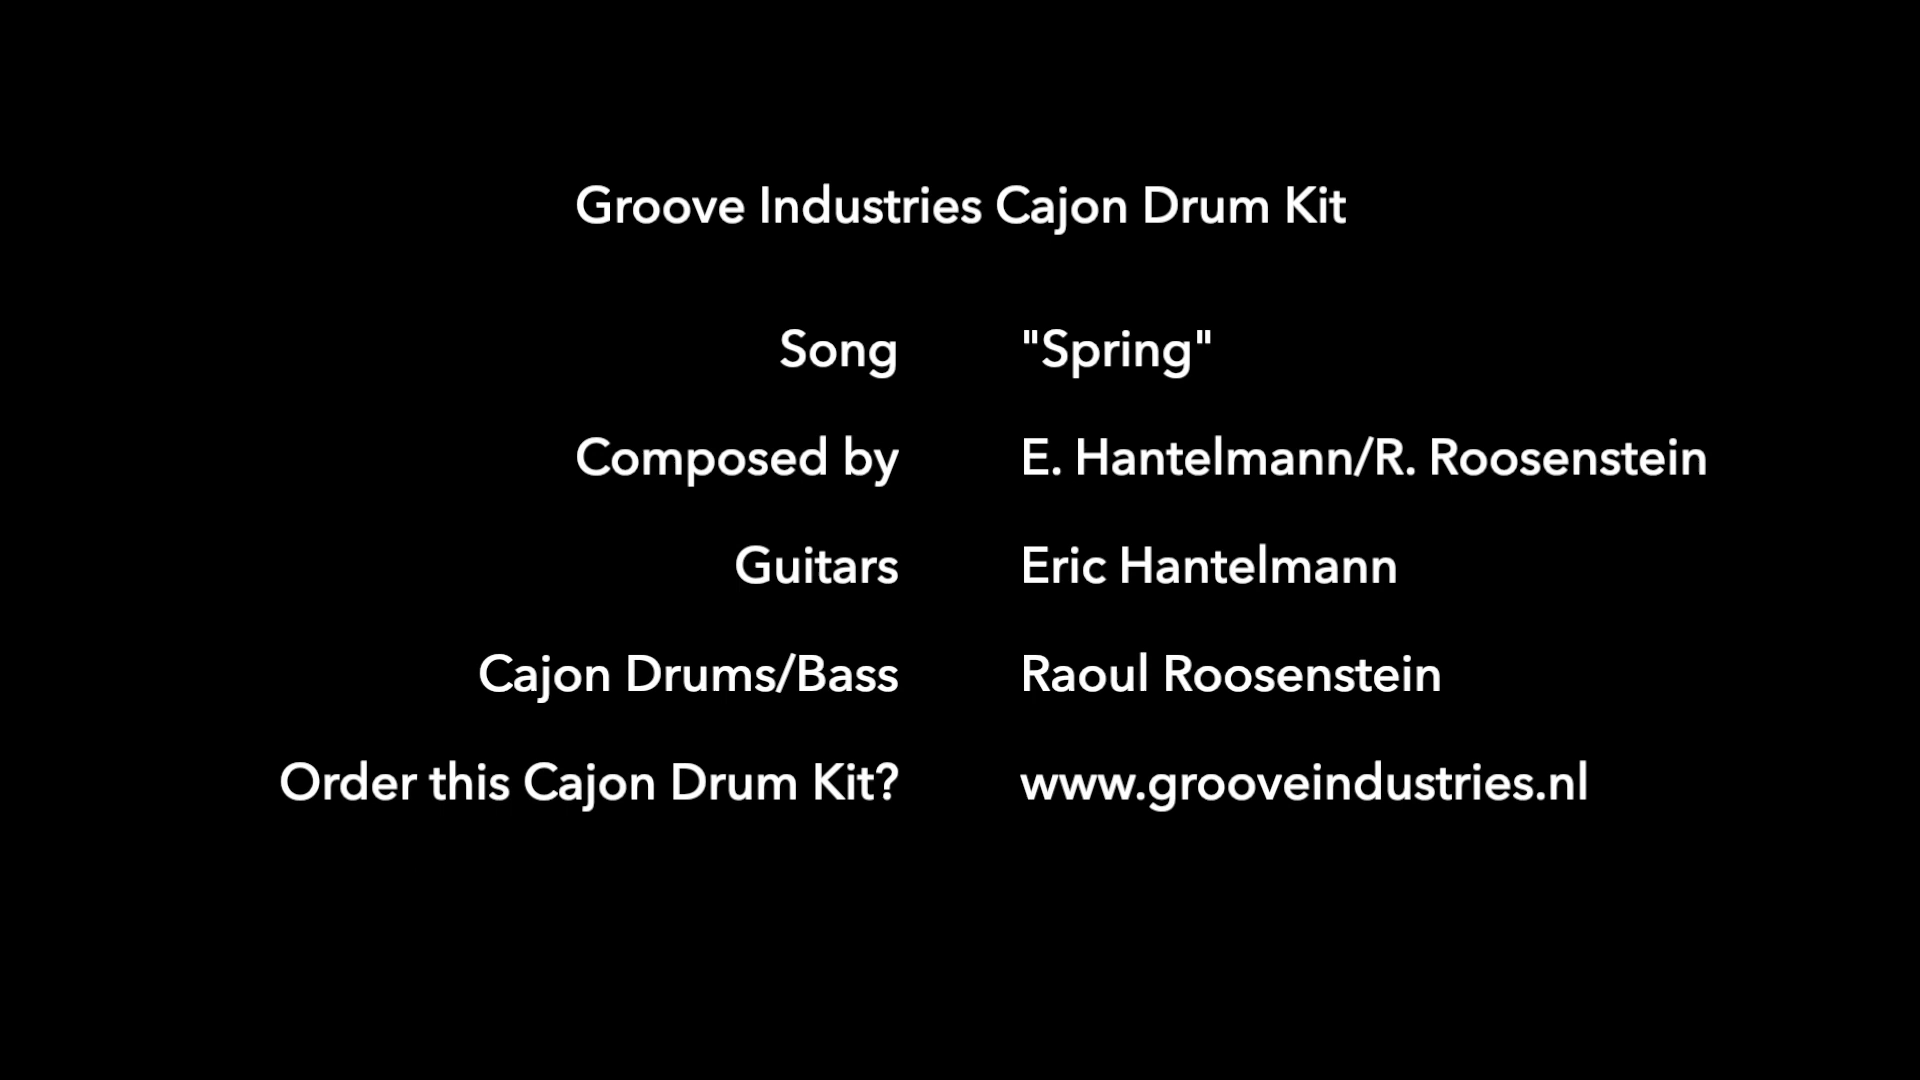 Groove Industries Cajon Drum Kit
Song "Spring"
Composed by E. Hantelmann/R. Roosenstein
Guitars Eric Hantelmann
Cajon Drums/Bass Raoul Roosenstein
Order this Cajon Drum Kit? www.grooveindustries.nl